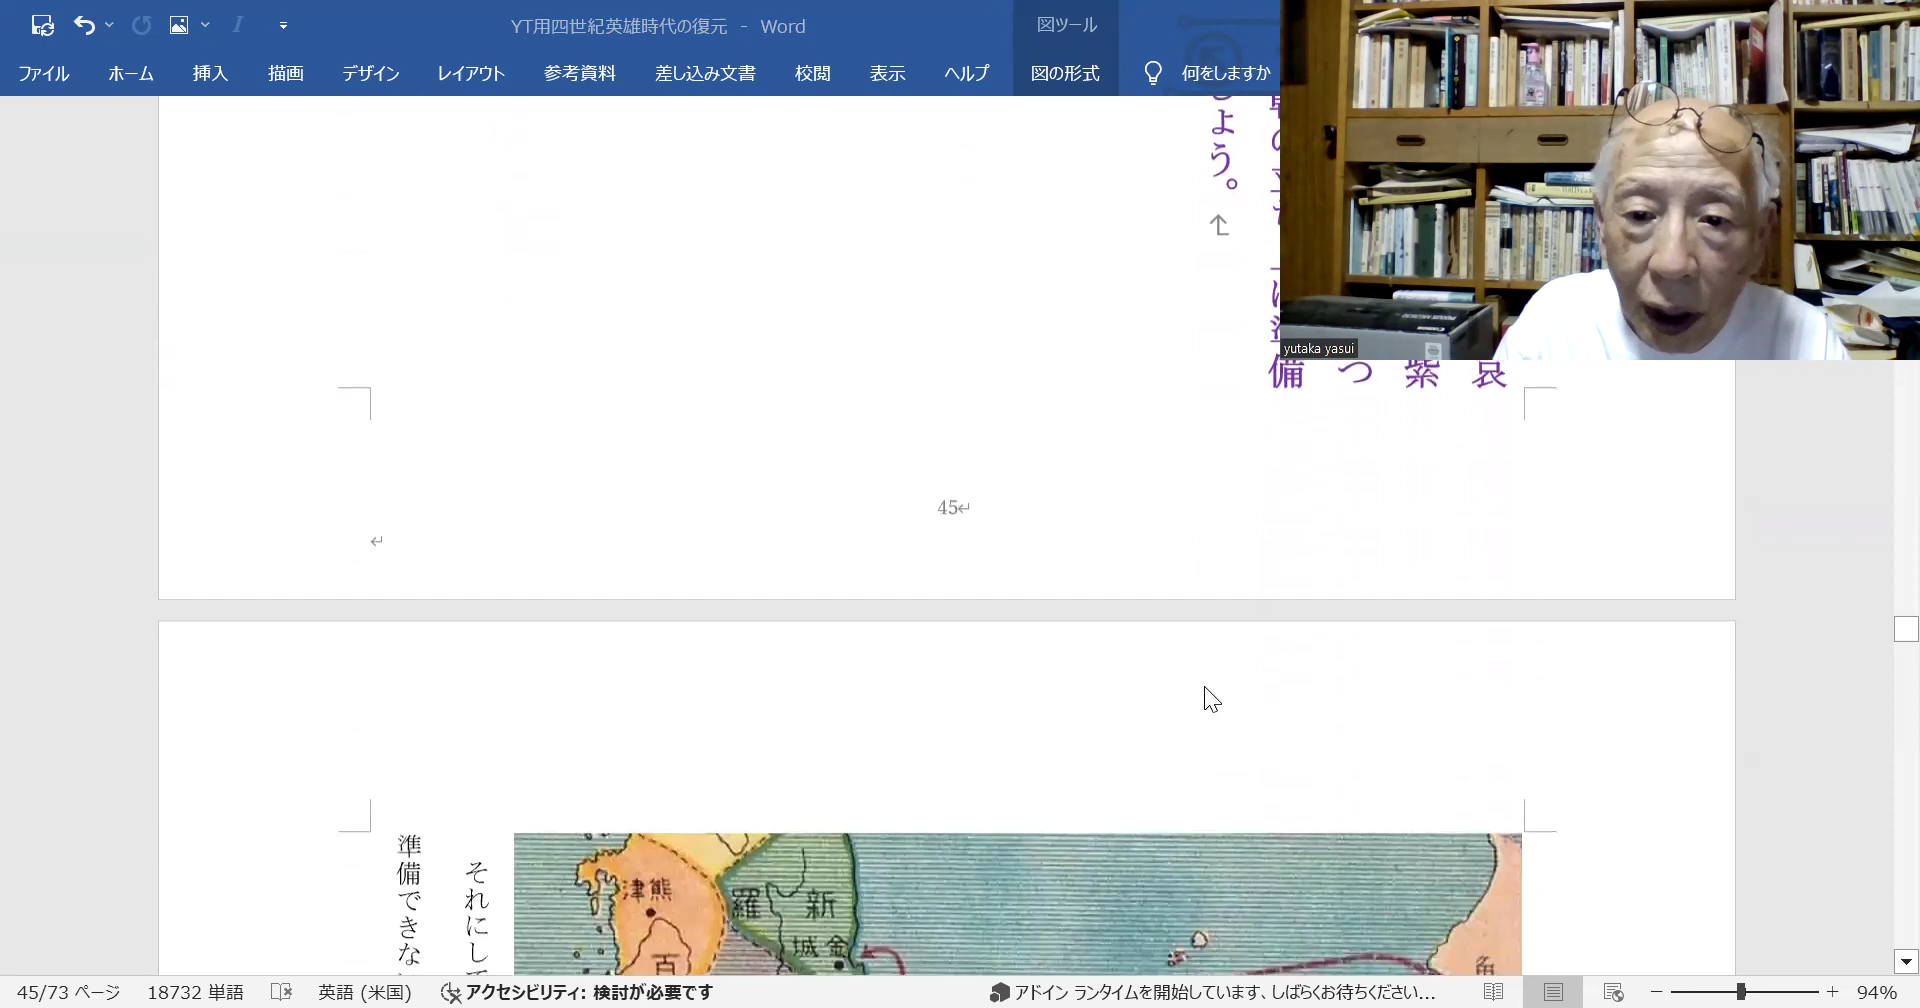 YT用四世紀英雄時代の復元 - Word
図ツール
ファイル
ホーム
挿入
描画
デザイン
レイアウト
参考資料
差し込み文書
校閲
表示
ヘルプ
図の形式
何をしますか
yutaka yasui
哀
紫
つ
備
ょう。
45
熊津
新羅
金城
百
それにして
準備できな
45/73 ページ
18732 単語
英語 (米国)
アクセシビリティ: 検討が必要です
アドイン ランタイムを開始しています、しばらくお待ちください...
94%